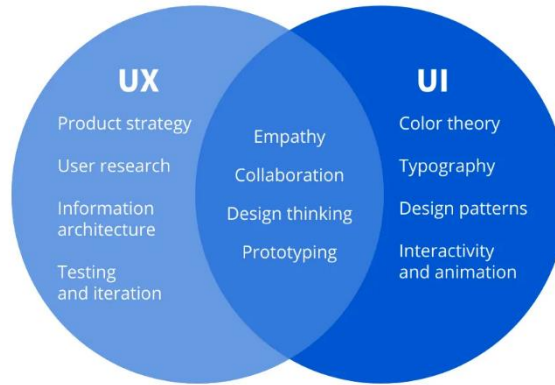 UX
Product strategy
User research
Information
architecture
Testing
and iteration
Empathy
Collaboration
Design thinking
Prototyping
UI
Color theory
Typography
Design patterns
Interactivity
and animation